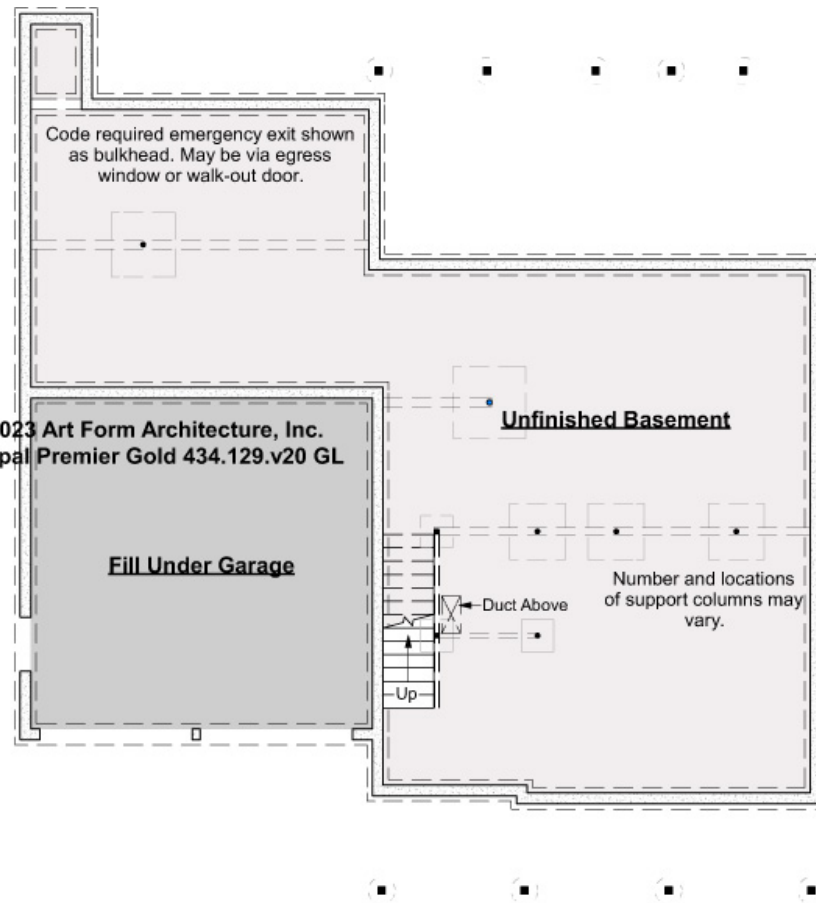 Code required emergency exit shown
as bulkhead. May be via egress
window or walk-out door.
023 Art Form Architecture, Inc.
pal Premier Gold 434.129.v20 GL
Unfinished Basement
Fill Under Garage
Duct Above
Number and locations
of support columns may
vary.
Up